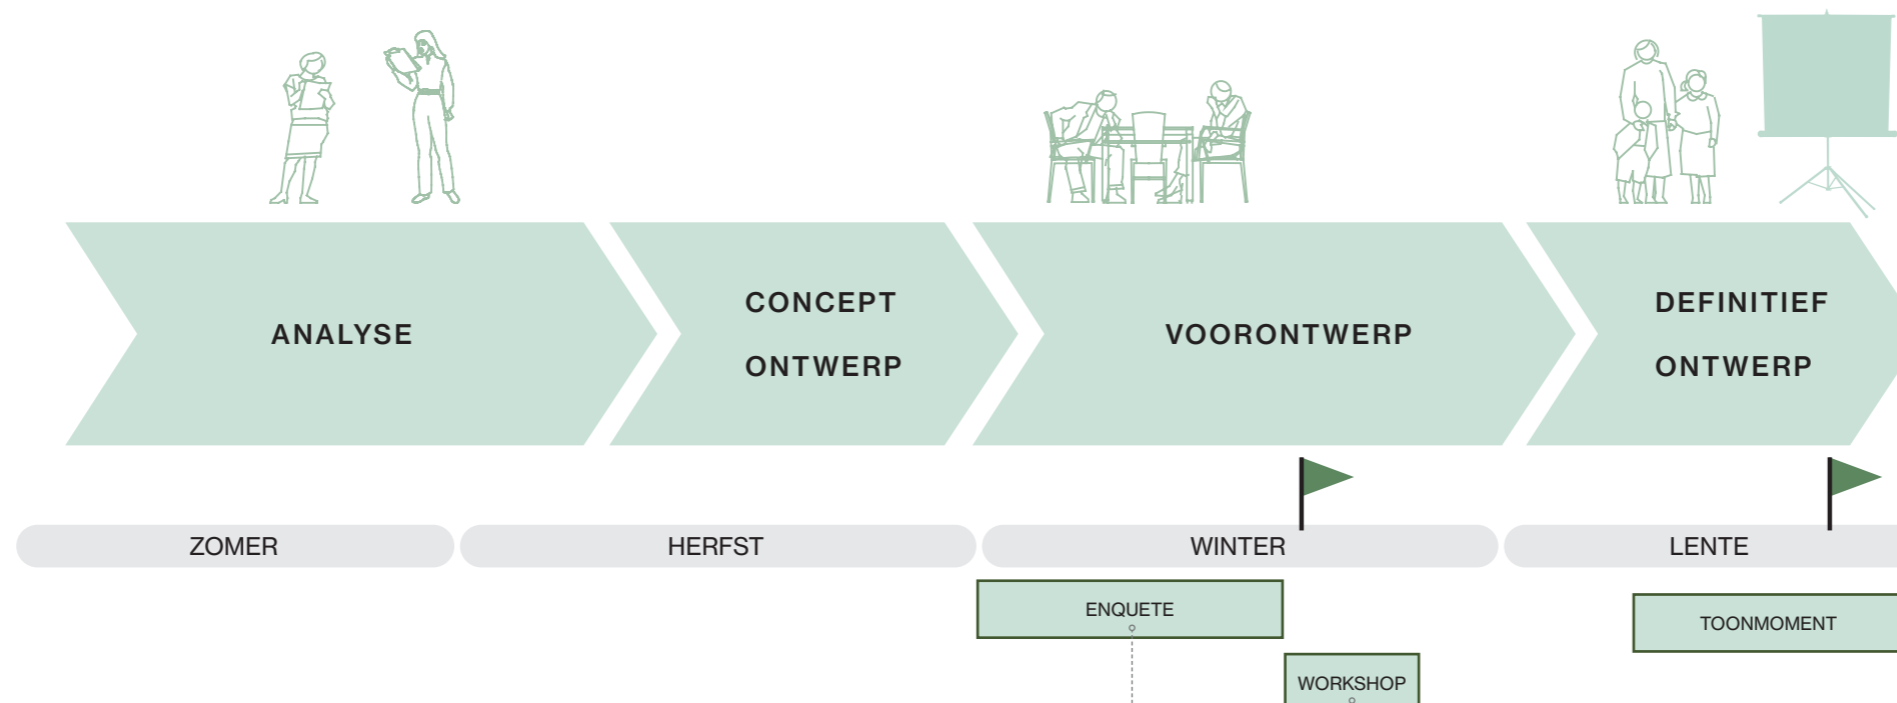 ANALYSE
CONCEPT
ONTWERP
VOORONTWERP
DEFINITIEF
ONTWERP
ZOMER
HERFST
WINTER
LENTE
ENQUETE
TOONMOMENT
WORKSHOP